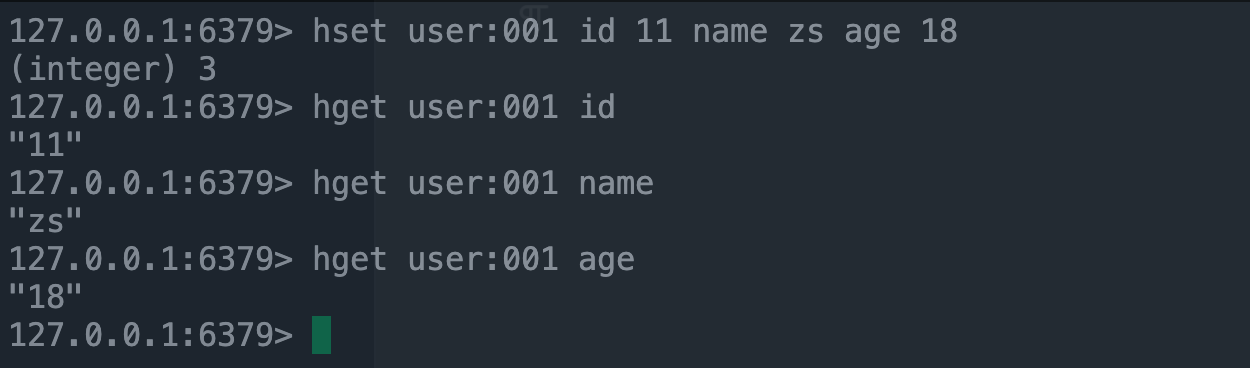 127.0.0.1:6379> hset user:001 id 11 name zs age 18
(integer) 3
127.0.0.1:6379> hget user:001 id
"11"
127.0.0.1:6379> hget user:001 name
"zs"
127.0.0.1:6379> hget user:001 age
"18"
127.0.0.1:6379>